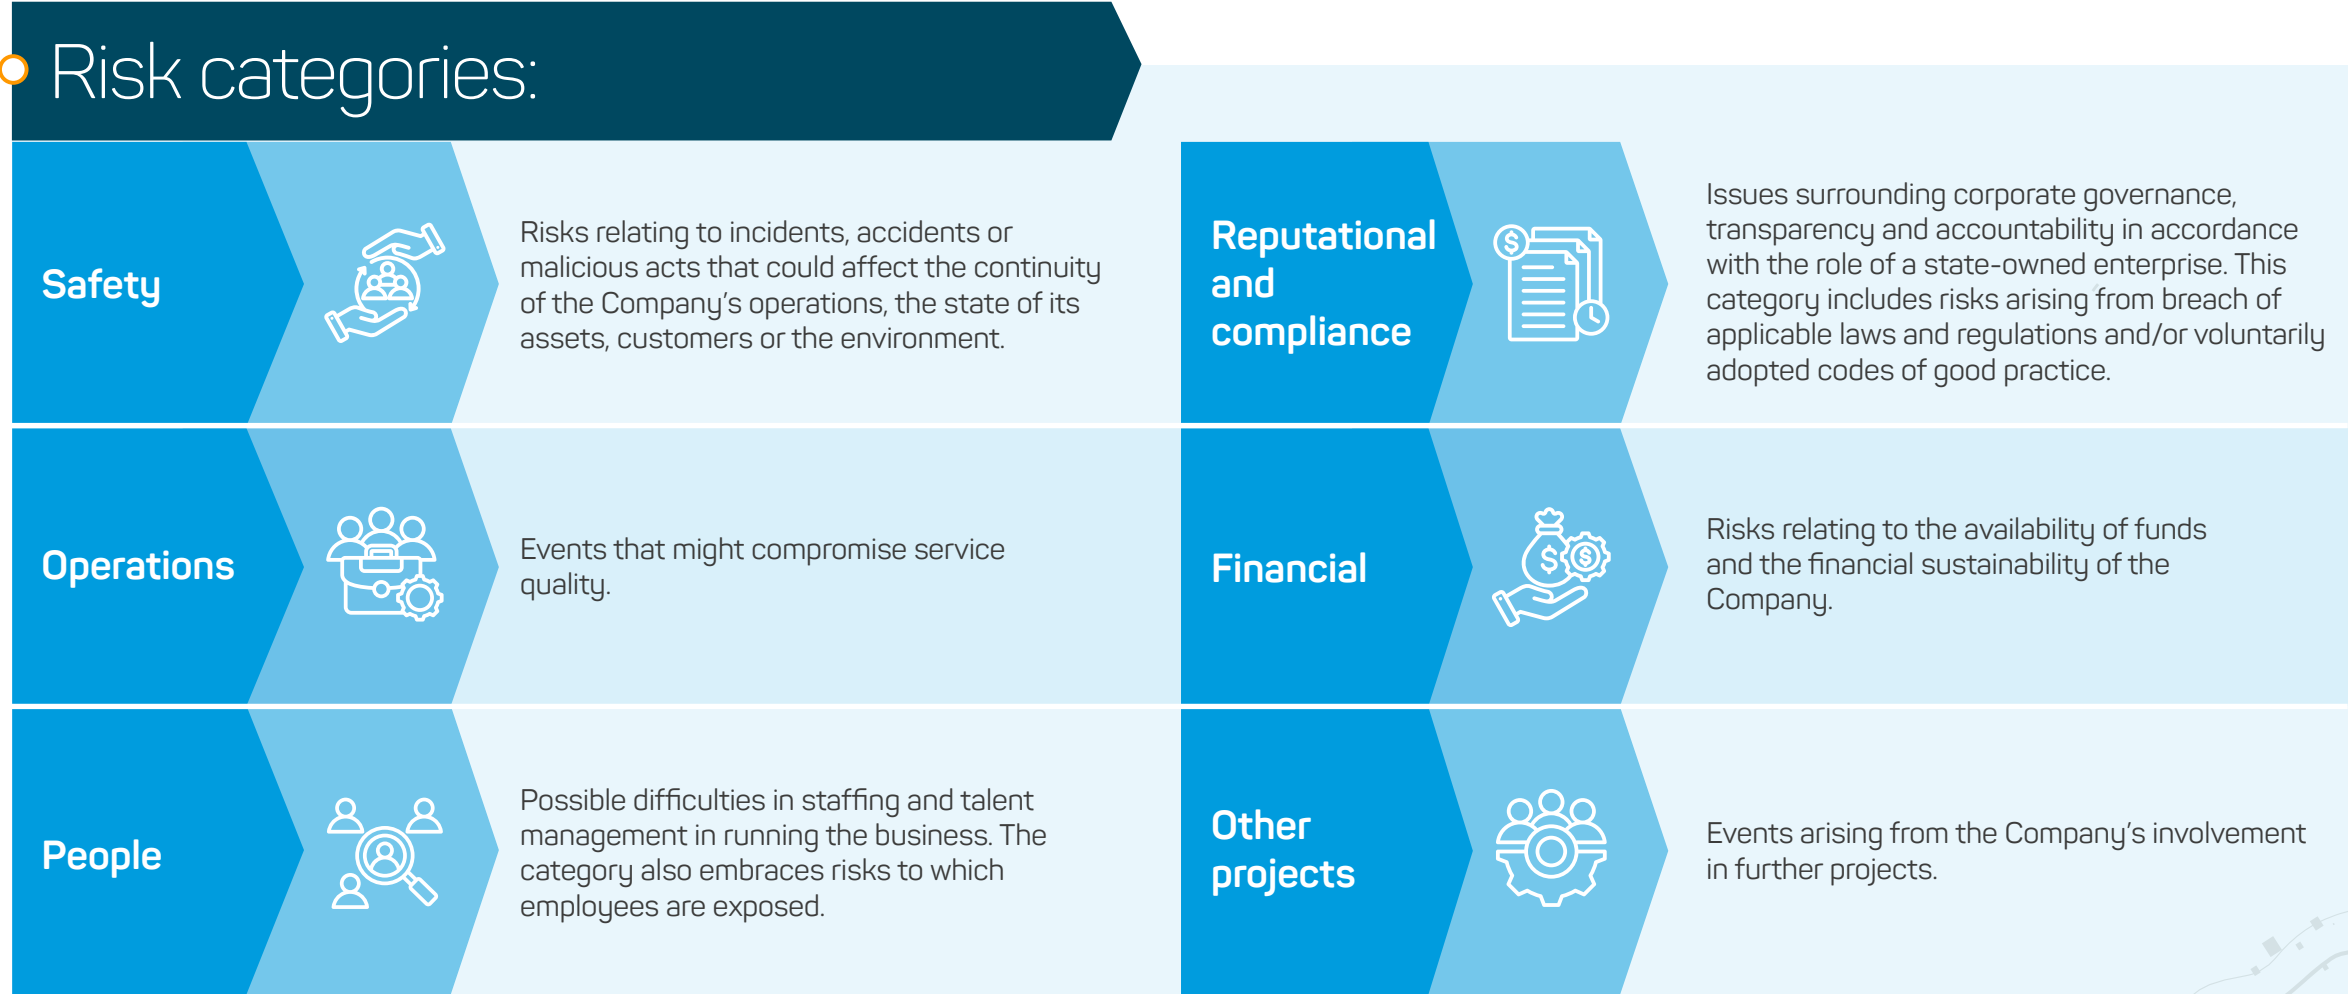 Risk categories:
Safety
Risks relating to incidents, accidents or
malicious acts that could affect the continuity
of the Company's operations, the state of its
assets, customers or the environment.
Operations
Events that might compromise service
quality.
People
Possible difficulties in staffing and talent
management in running the business. The
category also embraces risks to which
employees are exposed.
Reputational
and
compliance
$
Issues surrounding corporate governance,
transparency and accountability in accordance
with the role of a state-owned enterprise. This
category includes risks arising from breach of
applicable laws and regulations and/or voluntarily
adopted codes of good practice.
Financial
$ $
Risks relating to the availability of funds
and the financial sustainability of the
Company.
Other
projects
Events arising from the Company's involvement
in further projects.